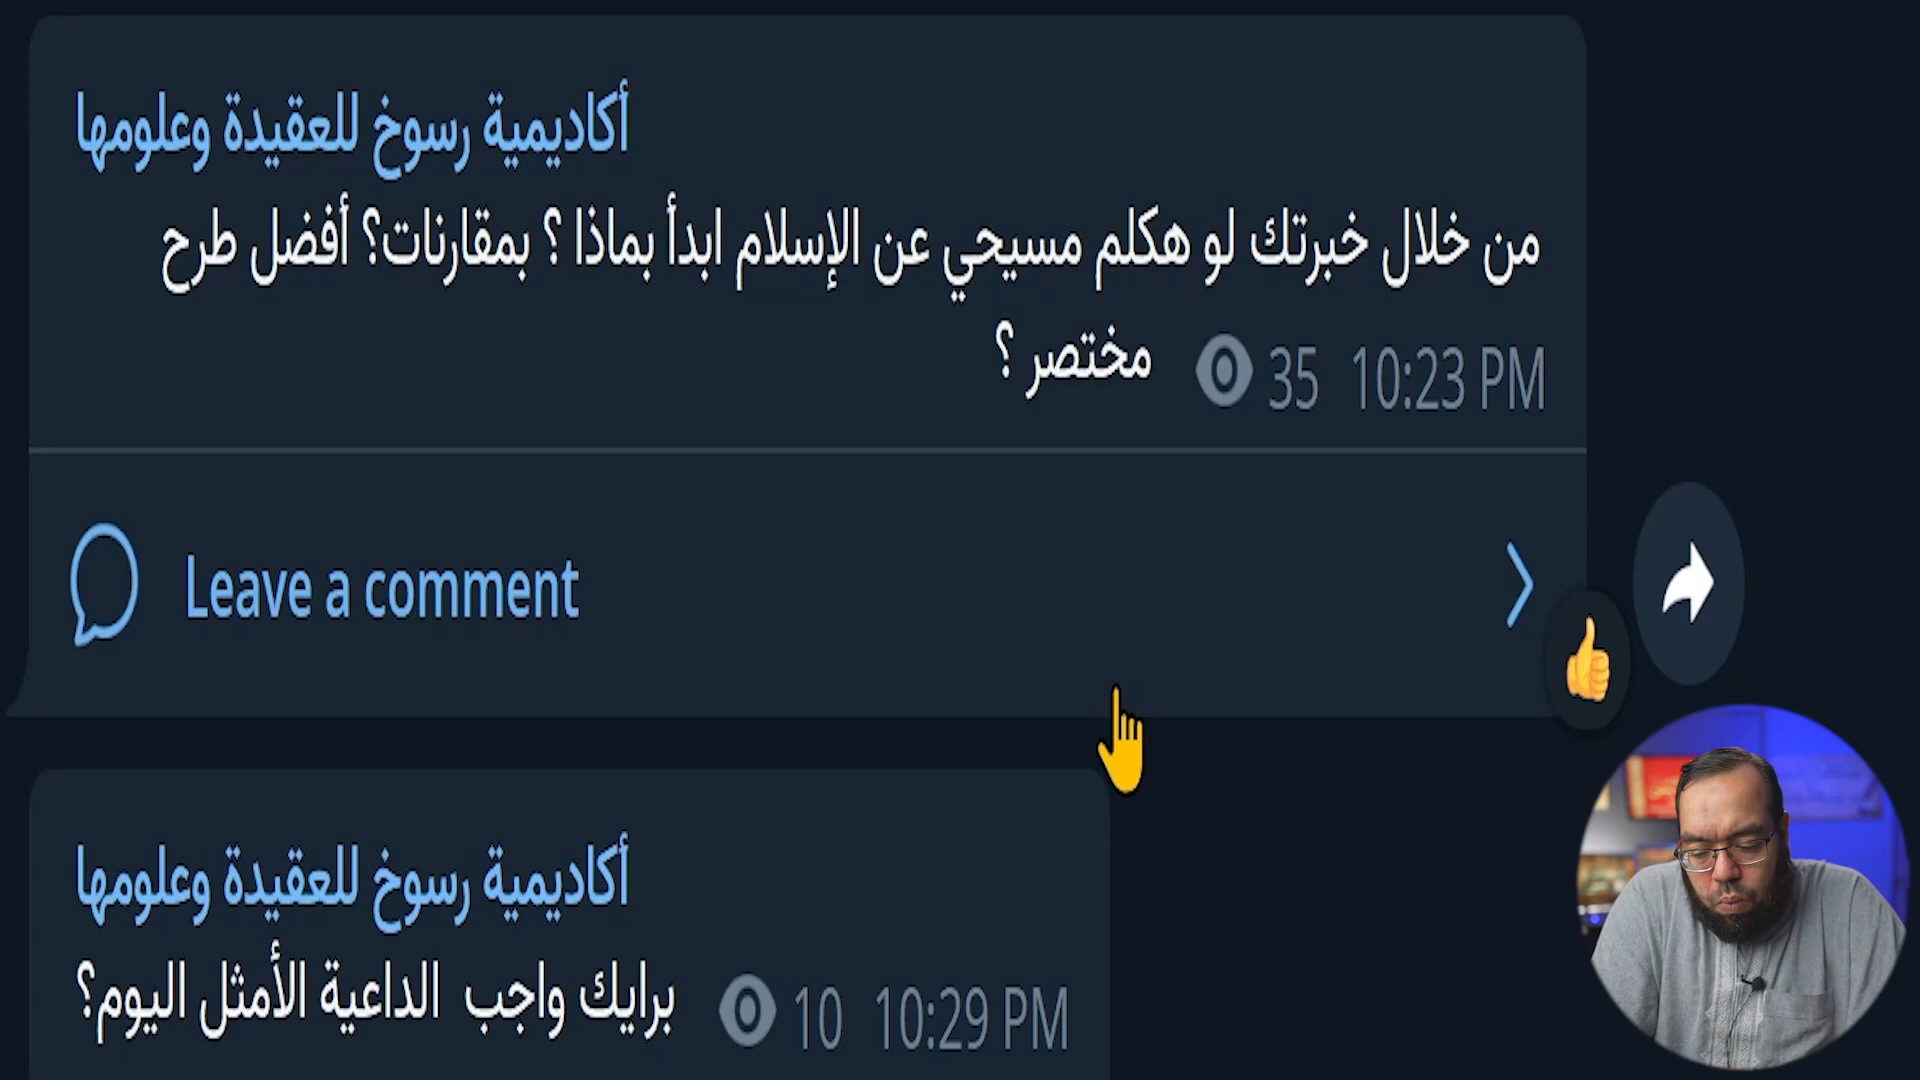 أكاديمية رسوخ للعقيدة وعلومها
من خلال خبرتك لو هكلم مسيحي عن الإسلام ابدأ بماذا ؟ بمقارنات؟ أفضل طرح
مختصر ؟
35 10:23 PM
Leave a comment
أكاديمية رسوخ للعقيدة وعلومها
برايك واجب الداعية الأمثل اليوم؟
10 10:29 PM